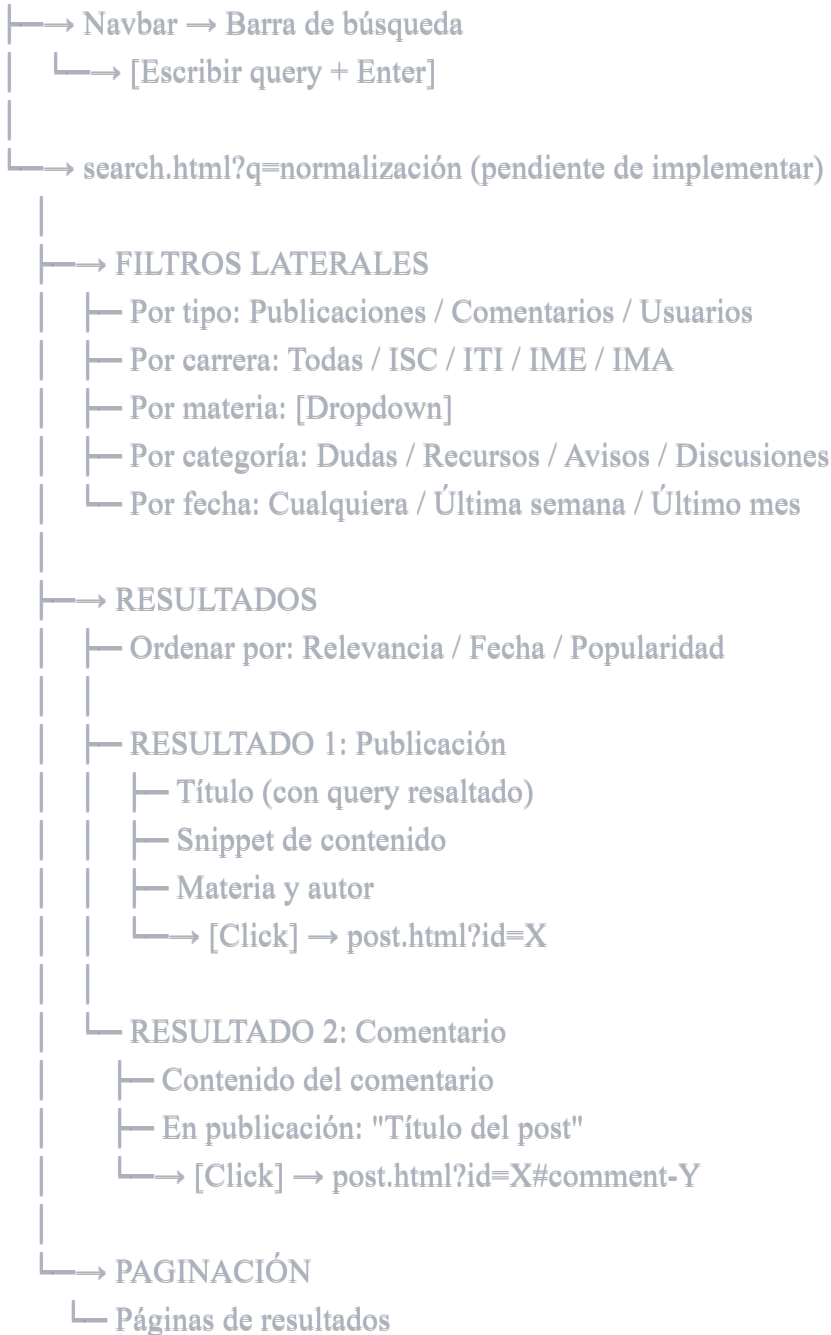 ├──→ Navbar → Barra de búsqueda
│   └──→ [Escribir query + Enter]
│
└──→ search.html?q=normalización (pendiente de implementar)
    │
    ├──→ FILTROS LATERALES
    │   ├── Por tipo: Publicaciones / Comentarios / Usuarios
    │   ├── Por carrera: Todas / ISC / ITI / IME / IMA
    │   ├── Por materia: [Dropdown]
    │   ├── Por categoría: Dudas / Recursos / Avisos / Discusiones
    │   └── Por fecha: Cualquiera / Última semana / Último mes
    │
    ├──→ RESULTADOS
    │   ├── Ordenar por: Relevancia / Fecha / Popularidad
    │   │
    │   ├── RESULTADO 1: Publicación
    │   │   ├── Título (con query resaltado)
    │   │   ├── Snippet de contenido
    │   │   ├── Materia y autor
    │   │   └──→ [Click] → post.html?id=X
    │   │
    │   └── RESULTADO 2: Comentario
    │       ├── Contenido del comentario
    │       ├── En publicación: "Título del post"
    │       └──→ [Click] → post.html?id=X#comment-Y
    │
    └──→ PAGINACIÓN
        └── Páginas de resultados